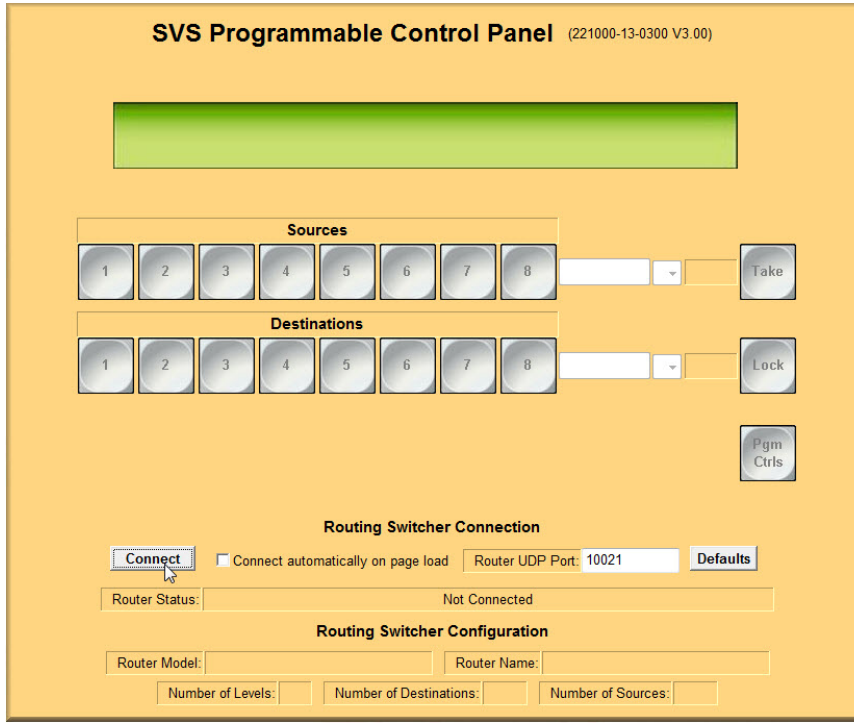 SVS Programmable Control Panel (221000-13-0300 V3.00)
Sources
1 2 3 4 5 6 7 8 Take
Destinations
1 2 3 4 5 6 7 8 Lock
Pgm
Ctrls
Routing Switcher Connection
Connect Connect automatically on page load Router UDP Port: 10021 Defaults
Router Status: Not Connected
Routing Switcher Configuration
Router Model: Router Name:
Number of Levels: Number of Destinations: Number of Sources: